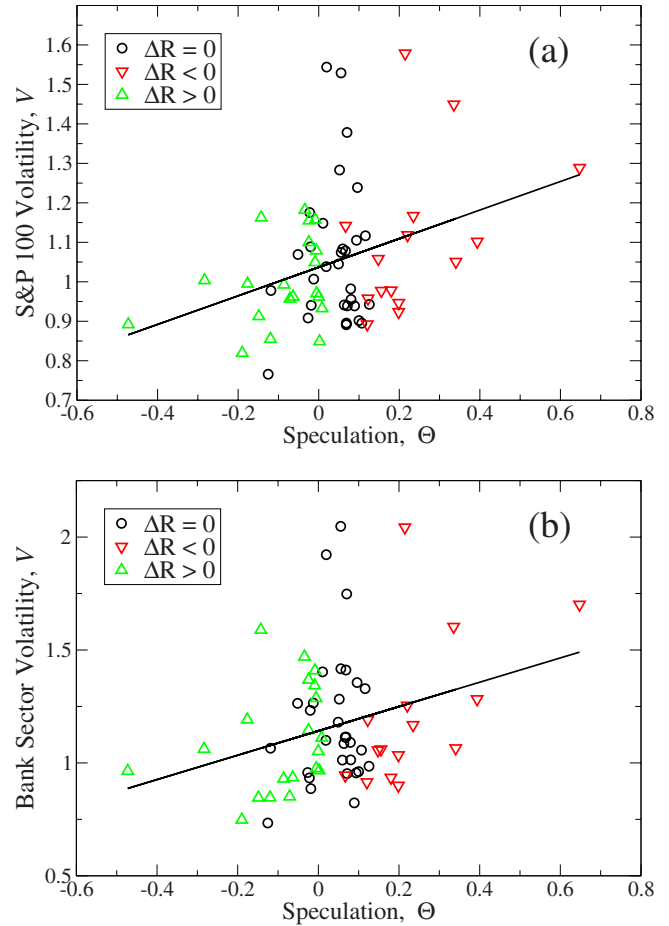 1.6
1.5
1.4
1.3
1.2
1.1
1
0.9
0.8
0.7
S&P 100 Volatility, V
ΔR = 0
ΔR < 0
ΔR > 0
(a)
-0.6 -0.4 -0.2 0 0.2 0.4 0.6 0.8
Speculation, Θ
2
1.5
1
0.5
Bank Sector Volatility, V
ΔR = 0
ΔR < 0
ΔR > 0
(b)
-0.6 -0.4 -0.2 0 0.2 0.4 0.6 0.8
Speculation, Θ